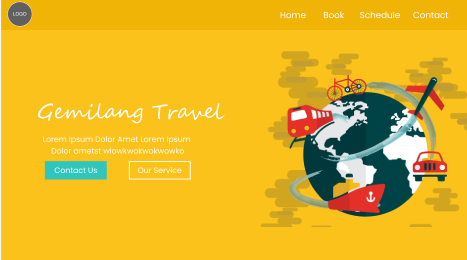 LOGO
Home Book Schedule Contact
Gemilang Travel
Lorem Ipsum Dolor Amet Lorem Ipsum
Dolor ametst wiowkwokwokwowko
Contact Us Our Service